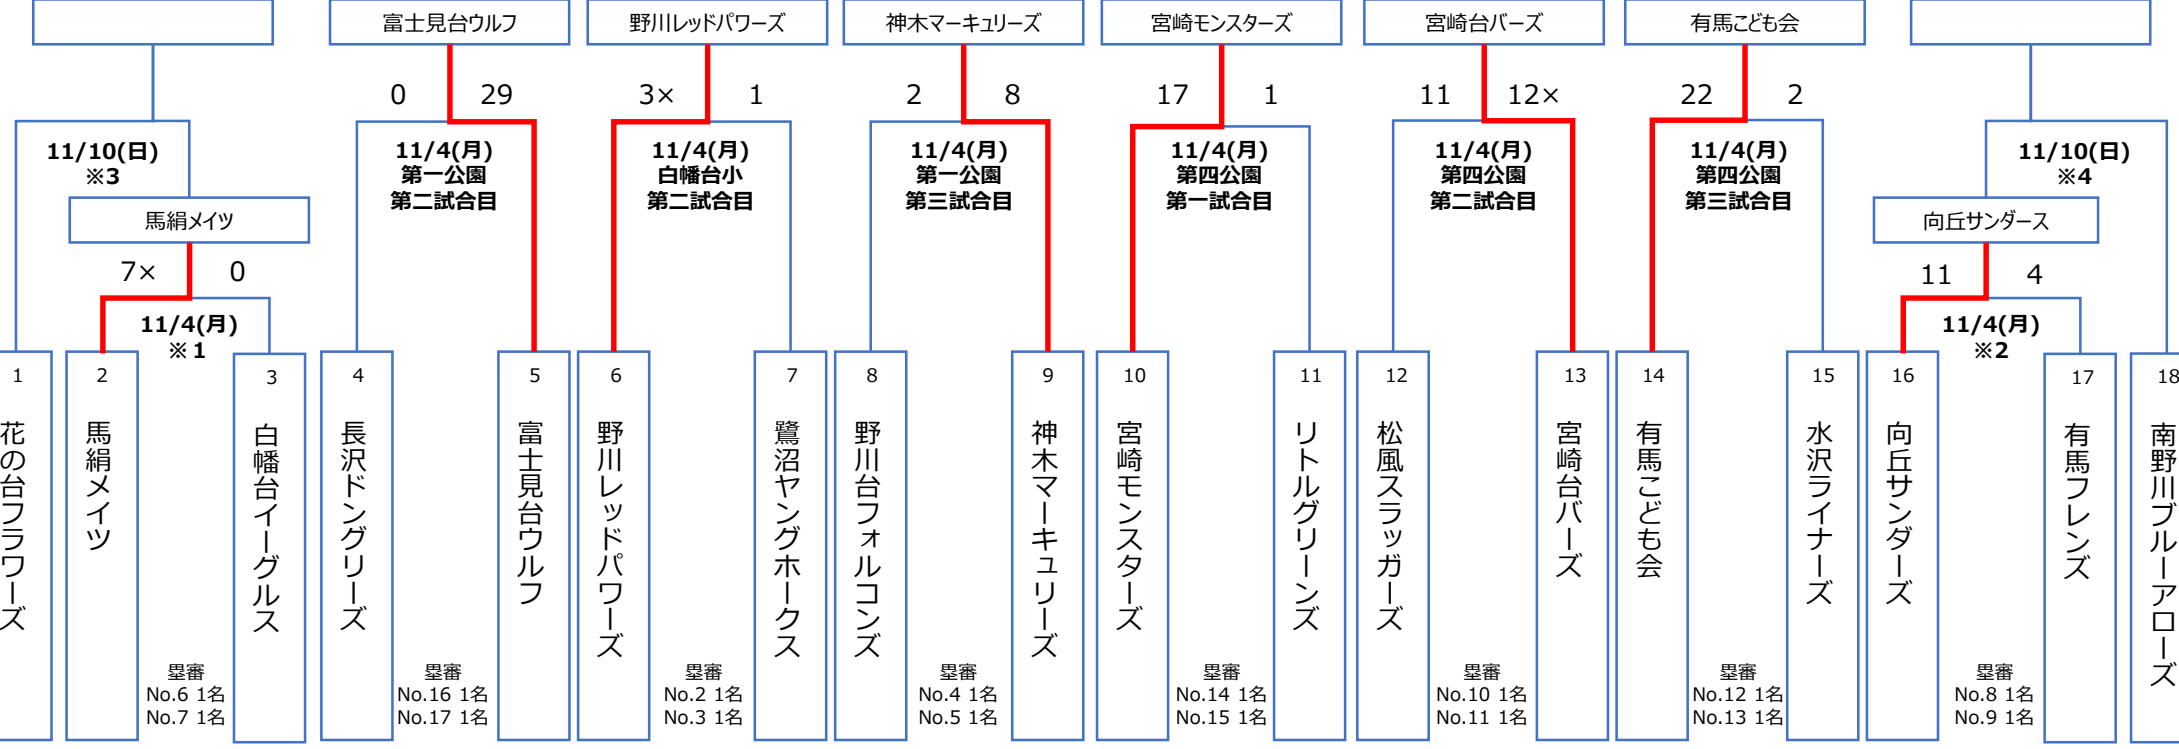 富士見台ウルフ
野川レッドパワーズ
神木マーキュリーズ
宮崎モンスターズ
宮崎台バーズ
有馬こども会
0 29
3× 1
2 8
17 1
11 12×
22 2
11/10(日)
※3
11/4(月)
第一公園
第二試合目
11/4(月)
白幡台小
第二試合目
11/4(月)
第一公園
第三試合目
11/4(月)
第四公園
第一試合目
11/4(月)
第四公園
第二試合目
11/4(月)
第四公園
第三試合目
11/10(日)
※4
馬絹メイツ
向丘サンダース
7× 0
11 4
11/4(月)
※1
11/4(月)
※2
1
花の台フラワーズ
2
馬絹メイツ
3
白幡台イーグルス
4
長沢ドングリーズ
5
富士見台ウルフ
6
野川レッドパワーズ
7
鷺沼ヤングホークス
8
野川台フォルコンズ
9
神木マーキュリーズ
10
宮崎モンスターズ
11
リトルグリーンズ
12
松風スラッガーズ
13
宮崎台バーズ
14
有馬こども会
15
水沢ライナーズ
16
向丘サンダーズ
17
有馬フレンズ
18
南野川ブルーアローズ
塁審
No.6 1名
No.7 1名
塁審
No.16 1名
No.17 1名
塁審
No.2 1名
No.3 1名
塁審
No.4 1名
No.5 1名
塁審
No.14 1名
No.15 1名
塁審
No.10 1名
No.11 1名
塁審
No.12 1名
No.13 1名
塁審
No.8 1名
No.9 1名